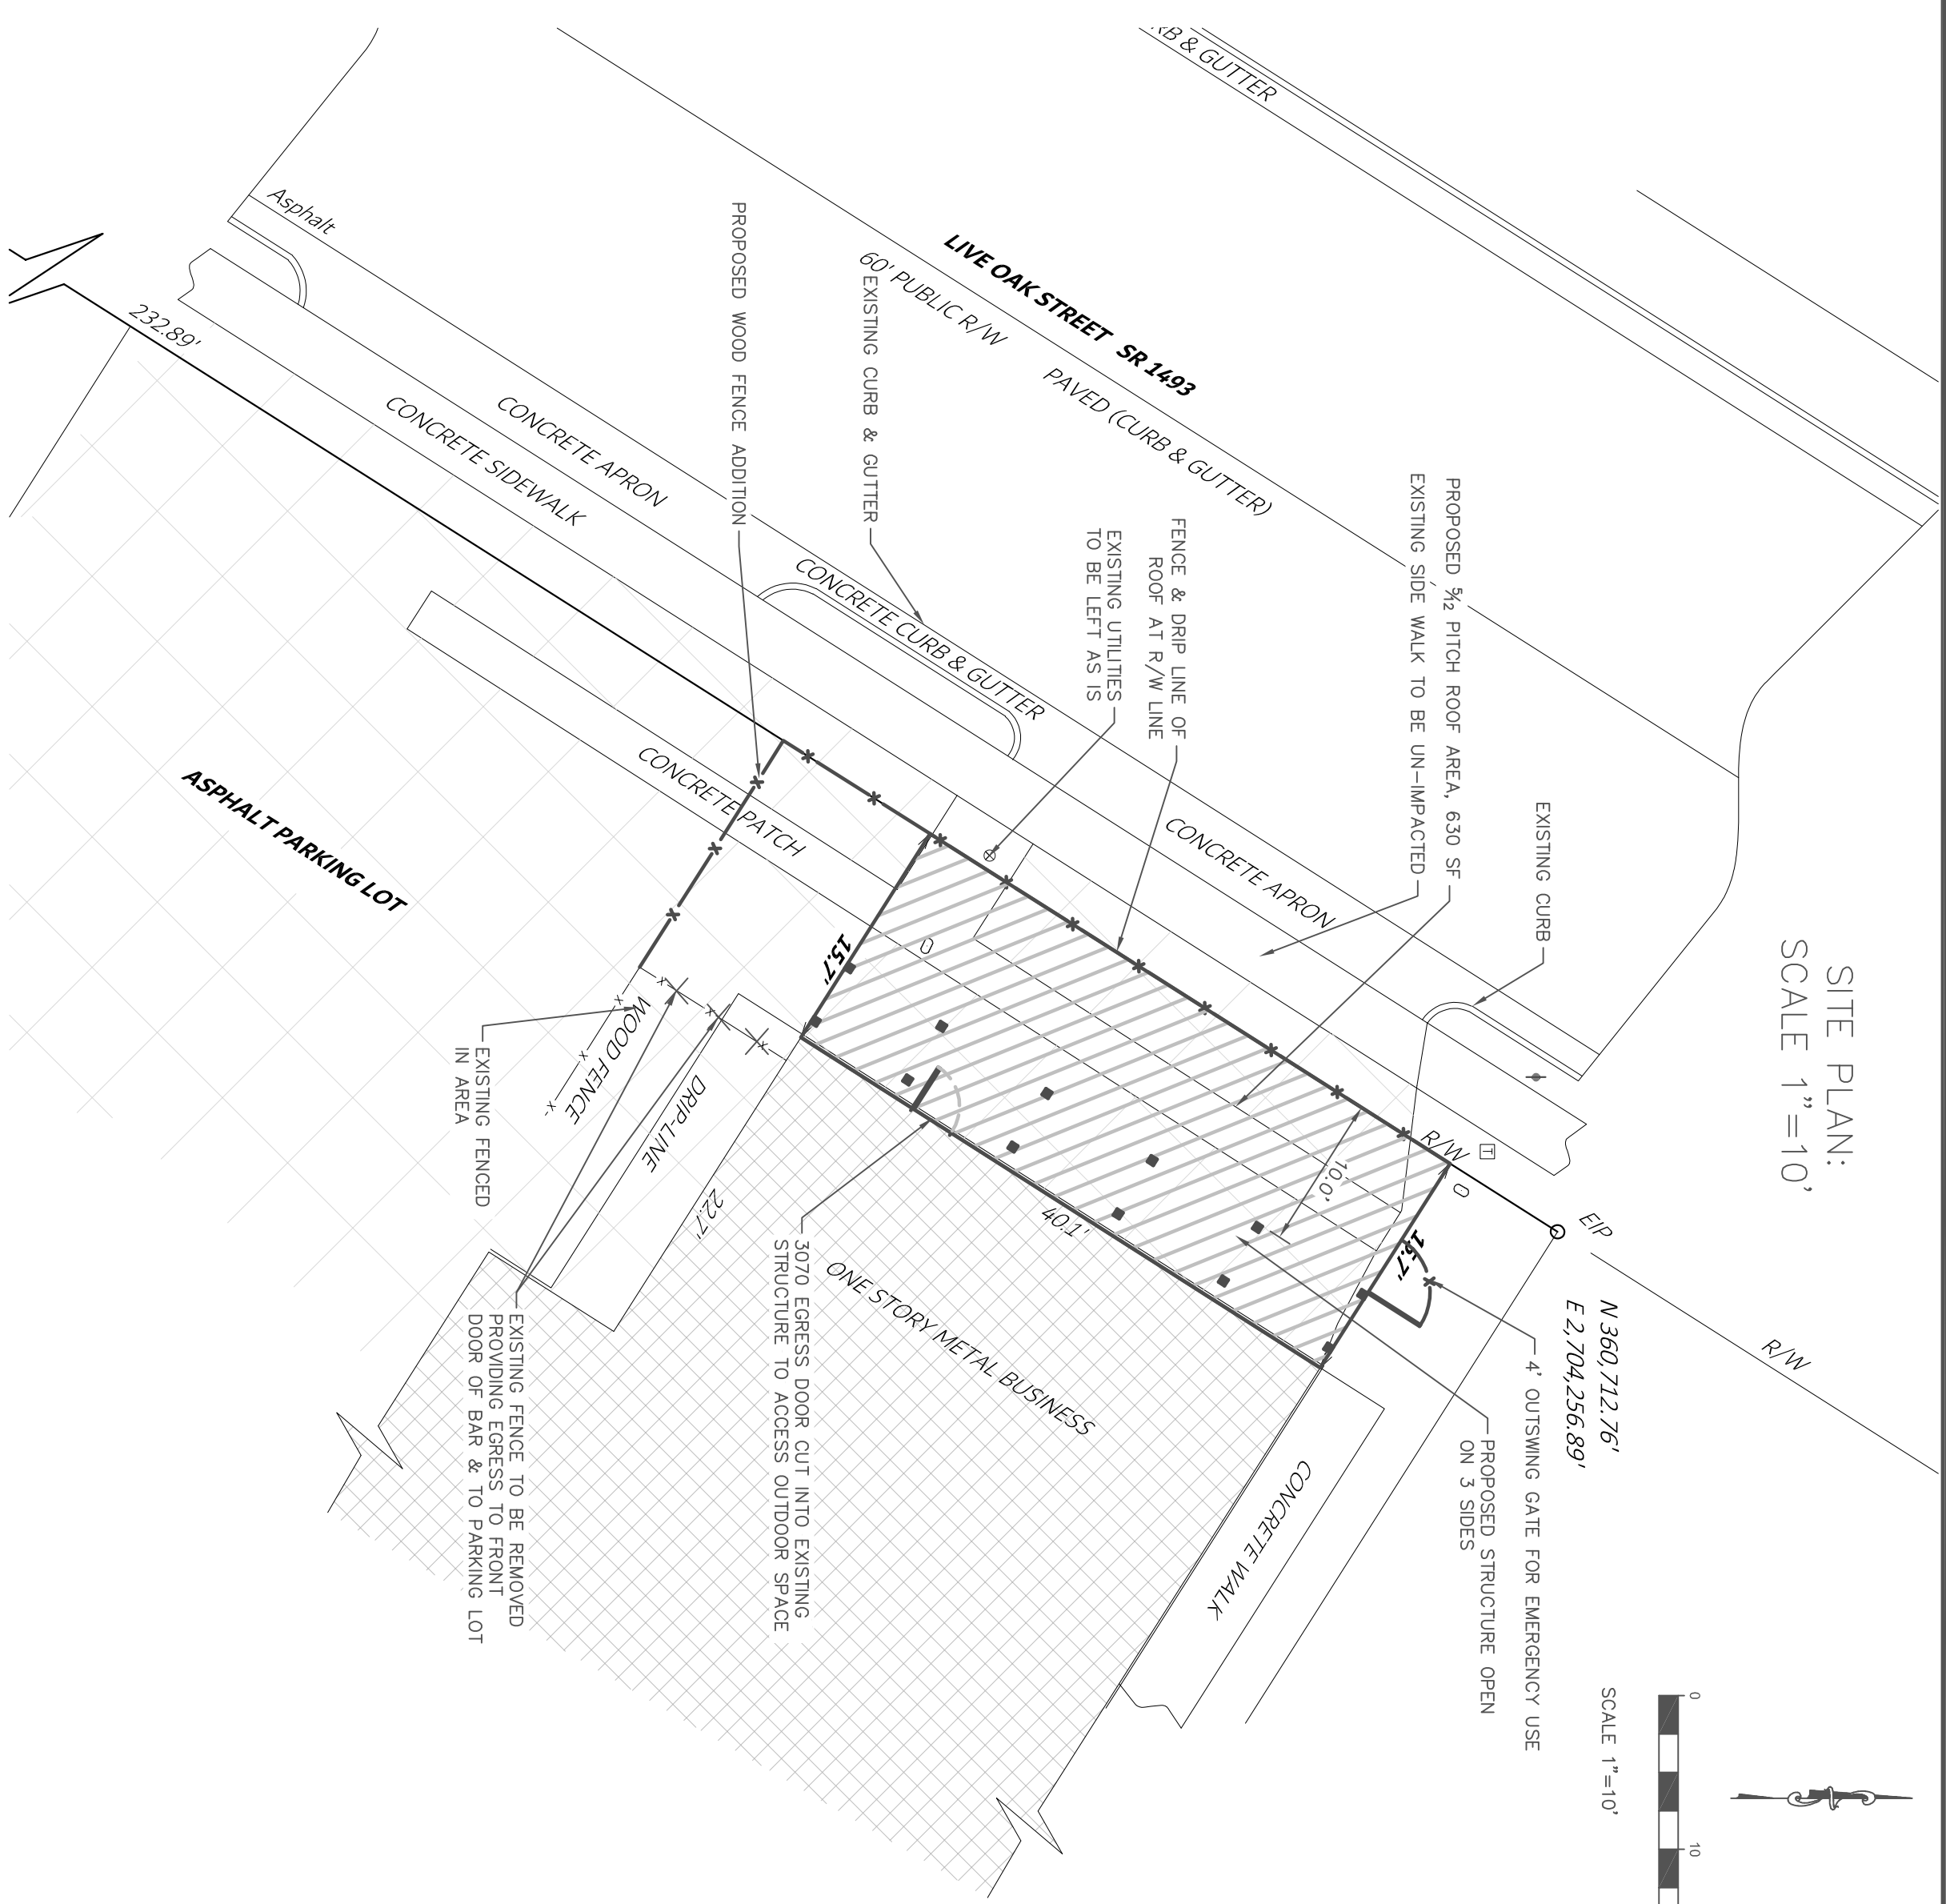 SITE PLAN:
SCALE 1"=10'
RB & GUTTER
LIVE OAK STREET SR 1493
60' PUBLIC R/W
PAVED (CURB & GUTTER)
Asphalt
232.89'
CONCRETE APRON
CONCRETE SIDEWALK
PROPOSED WOOD FENCE ADDITION
EXISTING CURB & GUTTER
CONCRETE CURB & GUTTER
FENCE & DRIP LINE OF
ROOF AT R/W LINE
EXISTING UTILITIES
TO BE LEFT AS IS
PROPOSED 5/12 PITCH ROOF AREA, 630 SF
EXISTING SIDE WALK TO BE UN-IMPACTED
EXISTING CURB
CONCRETE APRON
CONCRETE PATCH
ASPHALT PARKING LOT
15.7'
10.0'
R/W
T
EIP
R/W
15.7'
N 360,712.76'
E 2,704,256.89'
4' OUTSWING GATE FOR EMERGENCY USE
PROPOSED STRUCTURE OPEN
ON 3 SIDES
40.1'
22.7'
ONE STORY METAL BUSINESS
CONCRETE WALK
WOOD FENCE
DRIP-LINE
EXISTING FENCED
IN AREA
3070 EGRESS DOOR CUT INTO EXISTING
STRUCTURE TO ACCESS OUTDOOR SPACE
EXISTING FENCE TO BE REMOVED
PROVIDING EGRESS TO FRONT
DOOR OF BAR & TO PARKING LOT
0
10
SCALE 1"=10'